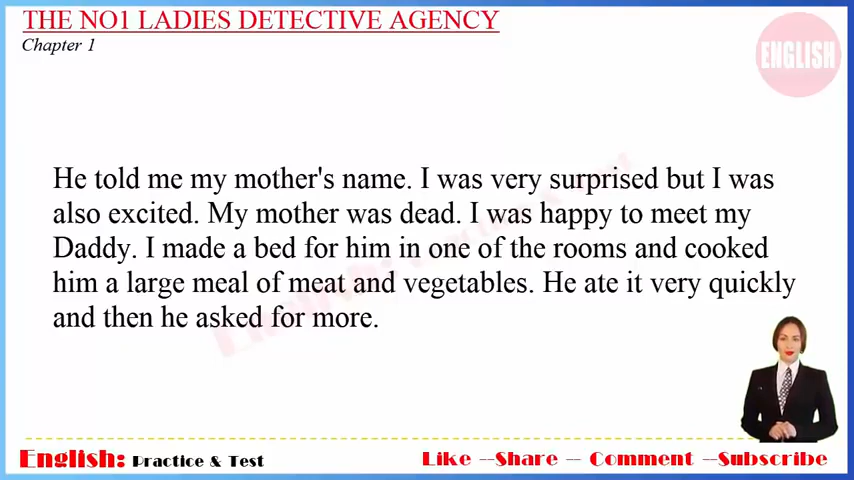 THE NO1 LADIES DETECTIVE AGENCY
Chapter 1
ENGLISH
He told me my mother's name. I was very surprised but I was
also excited. My mother was dead. I was happy to meet my
Daddy. I made a bed for him in one of the rooms and cooked
him a large meal of meat and vegetables. He ate it very quickly
and then he asked for more.
English: Practice & Test
Like --Share -- Comment --Subscribe